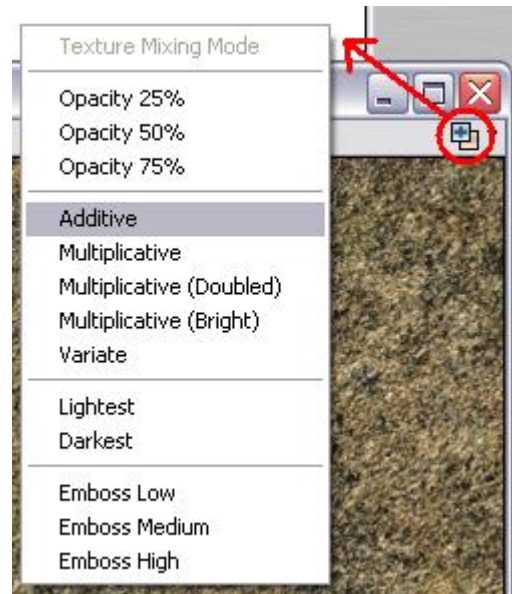 Texture Mixing Mode
Opacity 25%
Opacity 50%
Opacity 75%
Additive
Multiplicative
Multiplicative (Doubled)
Multiplicative (Bright)
Variate
Lightest
Darkest
Emboss Low
Emboss Medium
Emboss High